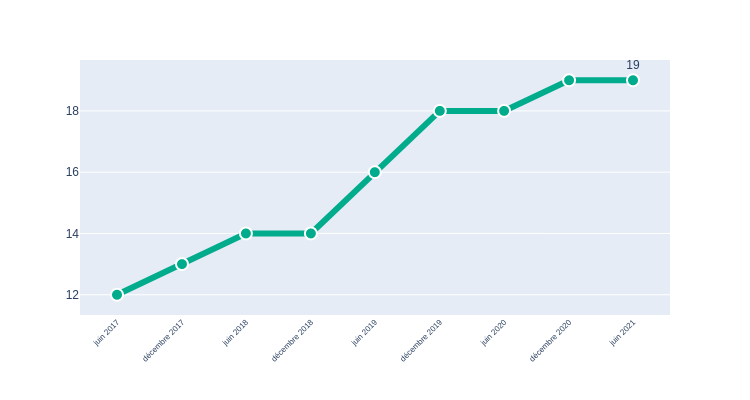 19
18
16
14
12
juin 2017
décembre 2017
juin 2018
décembre 2018
juin 2019
décembre 2019
juin 2020
décembre 2020
juin 2021